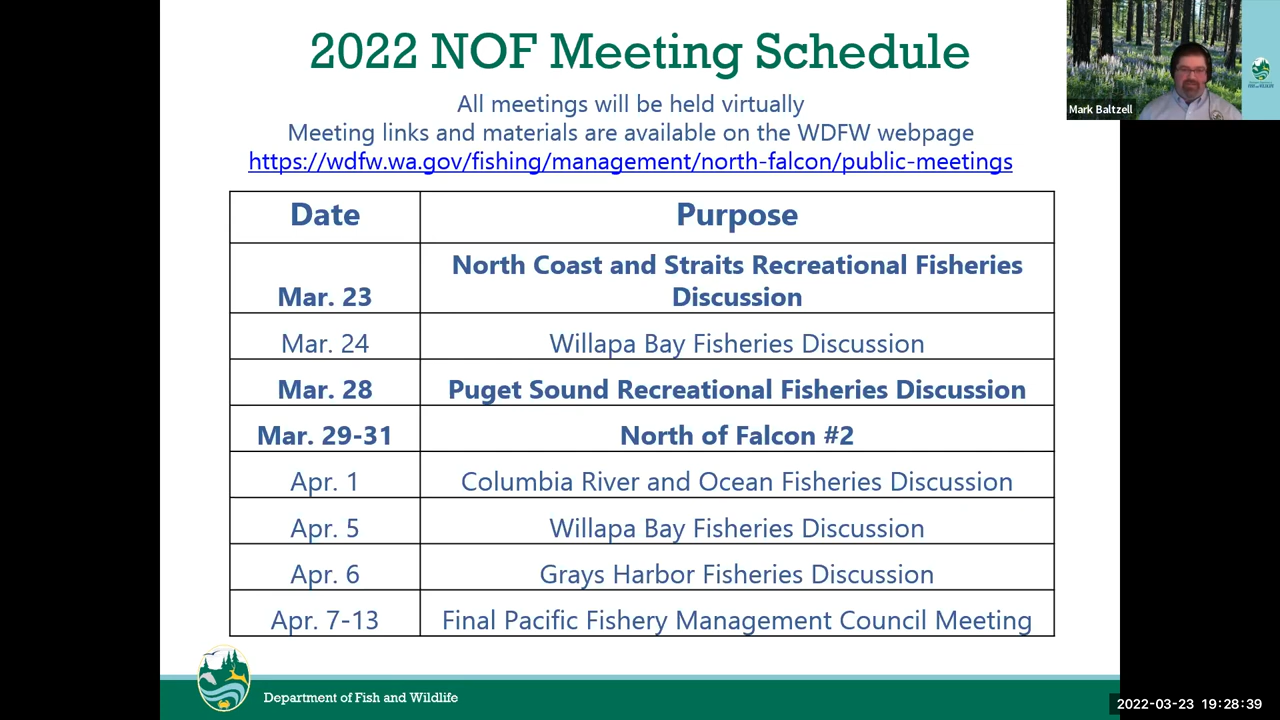 2022 NOF Meeting Schedule
All meetings will be held virtually
Meeting links and materials are available on the WDFW webpage
https://wdfw.wa.gov/fishing/management/north-falcon/public-meetings
Date Purpose
North Coast and Straits Recreational Fisheries
Mar. 23 Discussion
Mar. 24 Willapa Bay Fisheries Discussion
Mar. 28 Puget Sound Recreational Fisheries Discussion
Mar. 29-31 North of Falcon #2
Apr. 1 Columbia River and Ocean Fisheries Discussion
Apr. 5 Willapa Bay Fisheries Discussion
Apr. 6 Grays Harbor Fisheries Discussion
Apr. 7-13 Final Pacific Fishery Management Council Meeting
Department of Fish and Wildlife
Mark Baltzell
2022-03-23 19:28:39